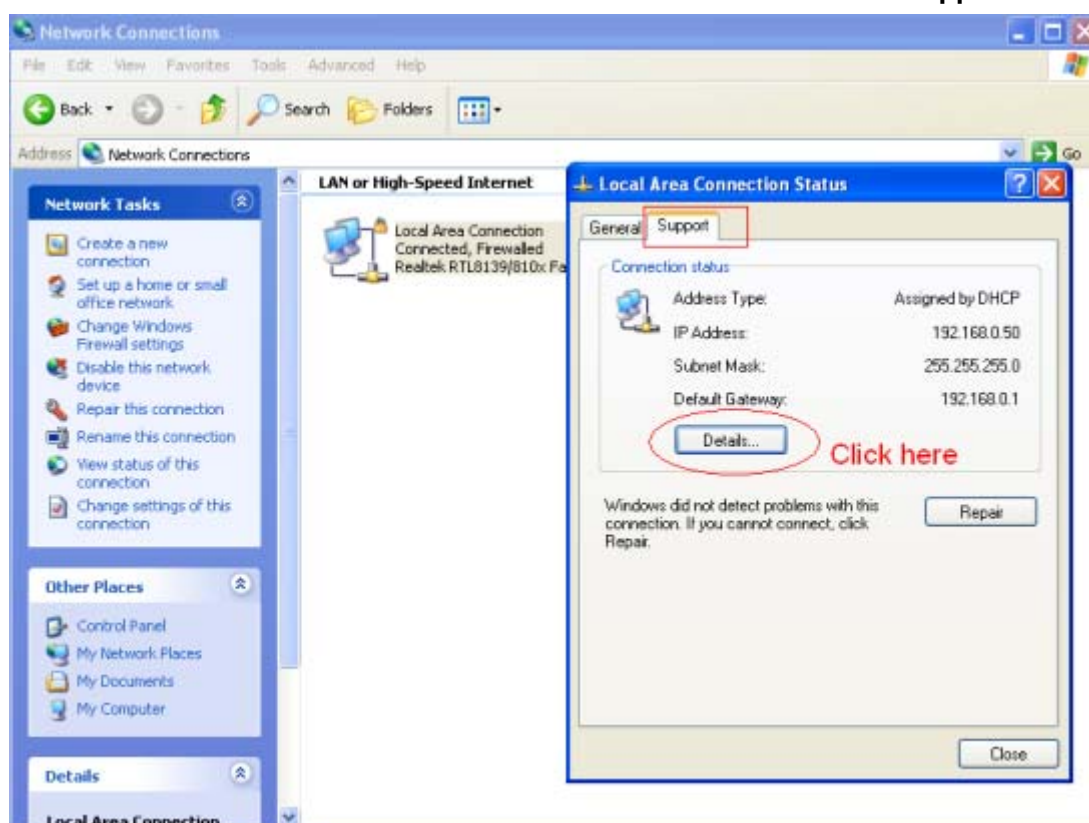 Network Connections
File Edit View Favorites Tools Advanced Help
Back Search Folders
Address Network Connections Go
Network Tasks
Create a new
connection
Set up a home or small
office network
Change Windows
Firewall settings
Disable this network
device
Repair this connection
Rename this connection
View status of this
connection
Change settings of this
connection
Other Places
Control Panel
My Network Places
My Documents
My Computer
Details
Local Area Connection
LAN or High-Speed Internet
Local Area Connection
Connected, Firewalled
Realtek RTL8139/810x Fa
Local Area Connection Status
General Support
Connection status
Address Type: Assigned by DHCP
IP Address: 192.168.0.50
Subnet Mask: 255.255.255.0
Default Gateway: 192.168.0.1
Details...
Click here
Windows did not detect problems with this
connection. If you cannot connect, click
Repair.
Repair
Close